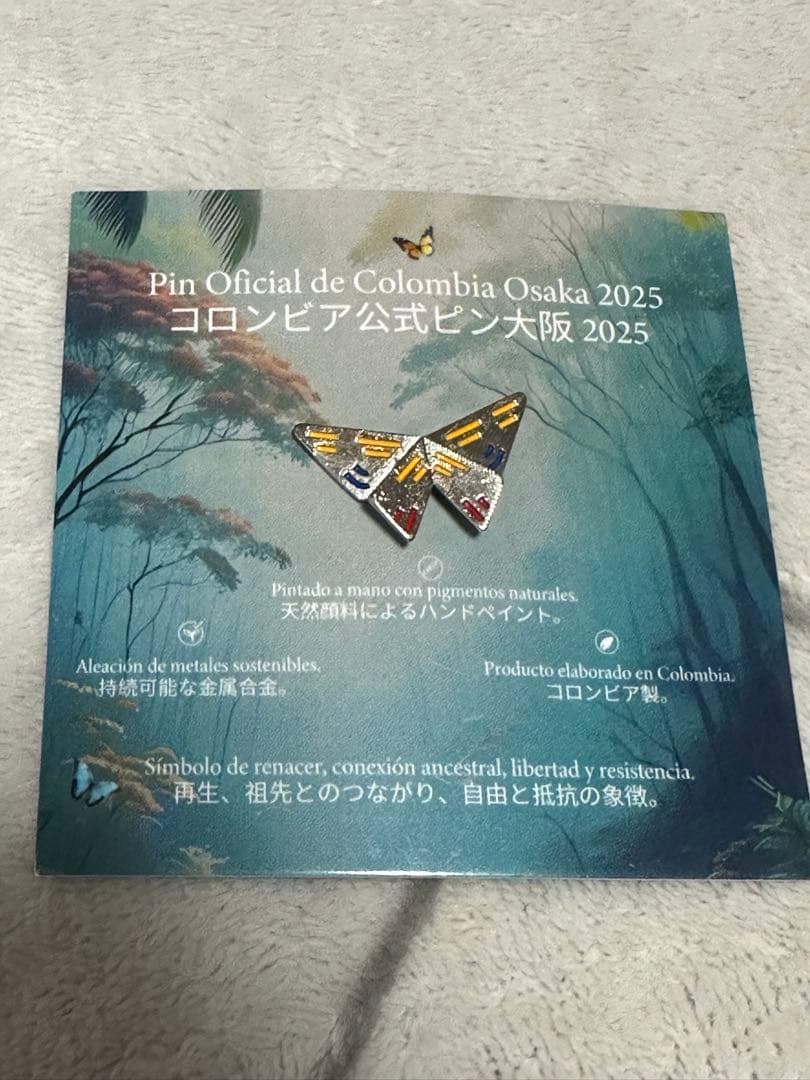 Pin Oficial de Colombia Osaka 2025
コロンビア公式ピン大阪 2025
Pintado a mano con pigmentos naturales.
天然顔料によるハンドペイント。
Aleación de metales sostenibles.
持続可能な金属合金。
Producto elaborado en Colombia.
コロンビア製。
Símbolo de renacer, conexión ancestral, libertad y resistencia.
再生、祖先とのつながり、自由と抵抗の象徴。